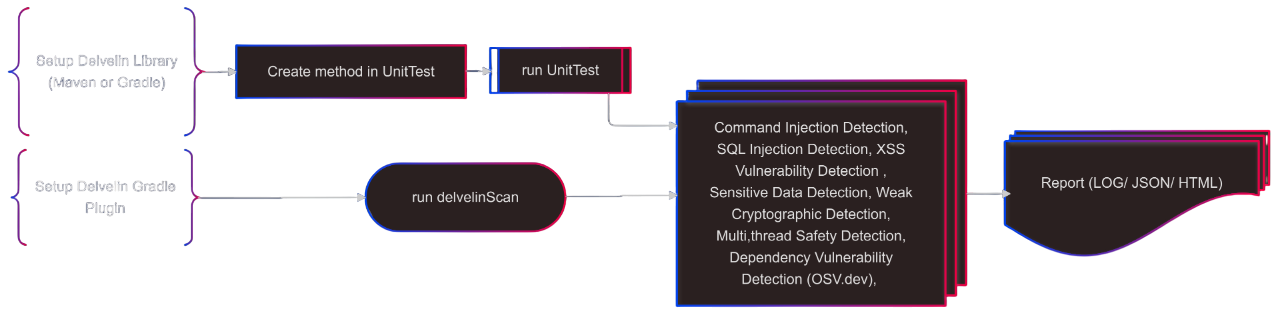 Setup Delvelin Library
(Maven or Gradle)
Create method in UnitTest
run UnitTest
Setup Delvelin Gradle
Plugin
run delvelinScan
Command Injection Detection,
SQL Injection Detection, XSS
Vulnerability Detection ,
Sensitive Data Detection, Weak
Cryptographic Detection,
Multi,thread Safety Detection,
Dependency Vulnerability
Detection (OSV.dev),
Report (LOG/ JSON/ HTML)